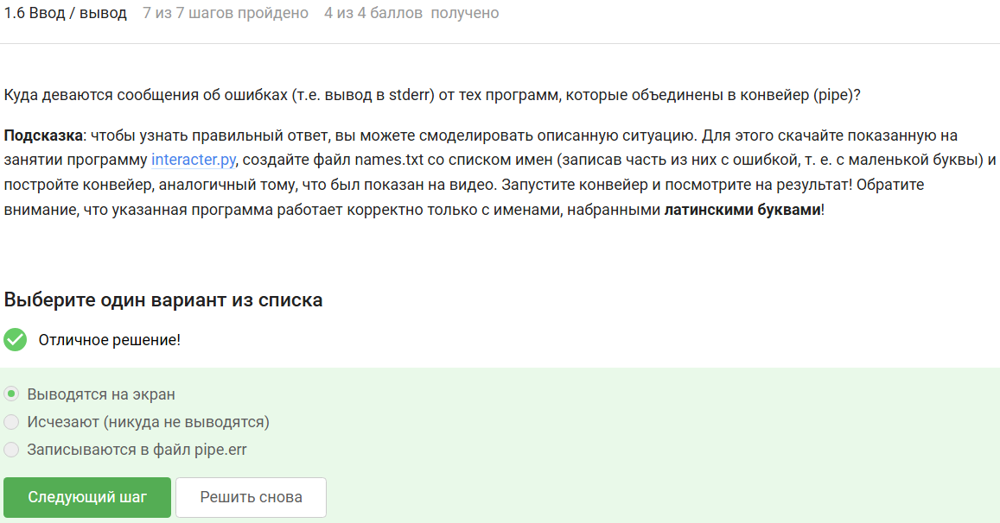 1.6 Ввод / вывод 7 из 7 шагов пройдено 4 из 4 баллов получено
Куда деваются сообщения об ошибках (т.е. вывод в stderr) от тех программ, которые объединены в конвейер (pipe)?
Подсказка: чтобы узнать правильный ответ, вы можете смоделировать описанную ситуацию. Для этого скачайте показанную на
занятии программу interacter.py, создайте файл names.txt со списком имен (записав часть из них с ошибкой, т. е. с маленькой буквы) и
постройте конвейер, аналогичный тому, что был показан на видео. Запустите конвейер и посмотрите на результат! Обратите
внимание, что указанная программа работает корректно только с именами, набранными латинскими буквами!
Выберите один вариант из списка
Отличное решение!
Выводятся на экран
Исчезают (никуда не выводятся)
Записываются в файл pipe.err
Следующий шаг Решить снова